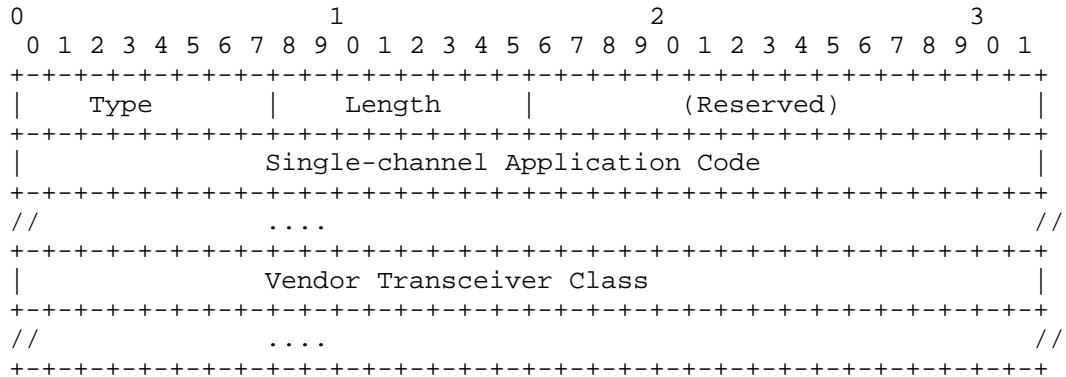 0                   1                   2                   3
 0 1 2 3 4 5 6 7 8 9 0 1 2 3 4 5 6 7 8 9 0 1 2 3 4 5 6 7 8 9 0 1
+-+-+-+-+-+-+-+-+-+-+-+-+-+-+-+-+-+-+-+-+-+-+-+-+-+-+-+-+-+-+-+-+
|    Type       |    Length     |         (Reserved)            |
+-+-+-+-+-+-+-+-+-+-+-+-+-+-+-+-+-+-+-+-+-+-+-+-+-+-+-+-+-+-+-+-+
|               Single-channel Application Code                 |
+-+-+-+-+-+-+-+-+-+-+-+-+-+-+-+-+-+-+-+-+-+-+-+-+-+-+-+-+-+-+-+-+
//              ....                                            //
+-+-+-+-+-+-+-+-+-+-+-+-+-+-+-+-+-+-+-+-+-+-+-+-+-+-+-+-+-+-+-+-+
|               Vendor Transceiver Class                        |
+-+-+-+-+-+-+-+-+-+-+-+-+-+-+-+-+-+-+-+-+-+-+-+-+-+-+-+-+-+-+-+-+
//              ....                                            //
+-+-+-+-+-+-+-+-+-+-+-+-+-+-+-+-+-+-+-+-+-+-+-+-+-+-+-+-+-+-+-+-+